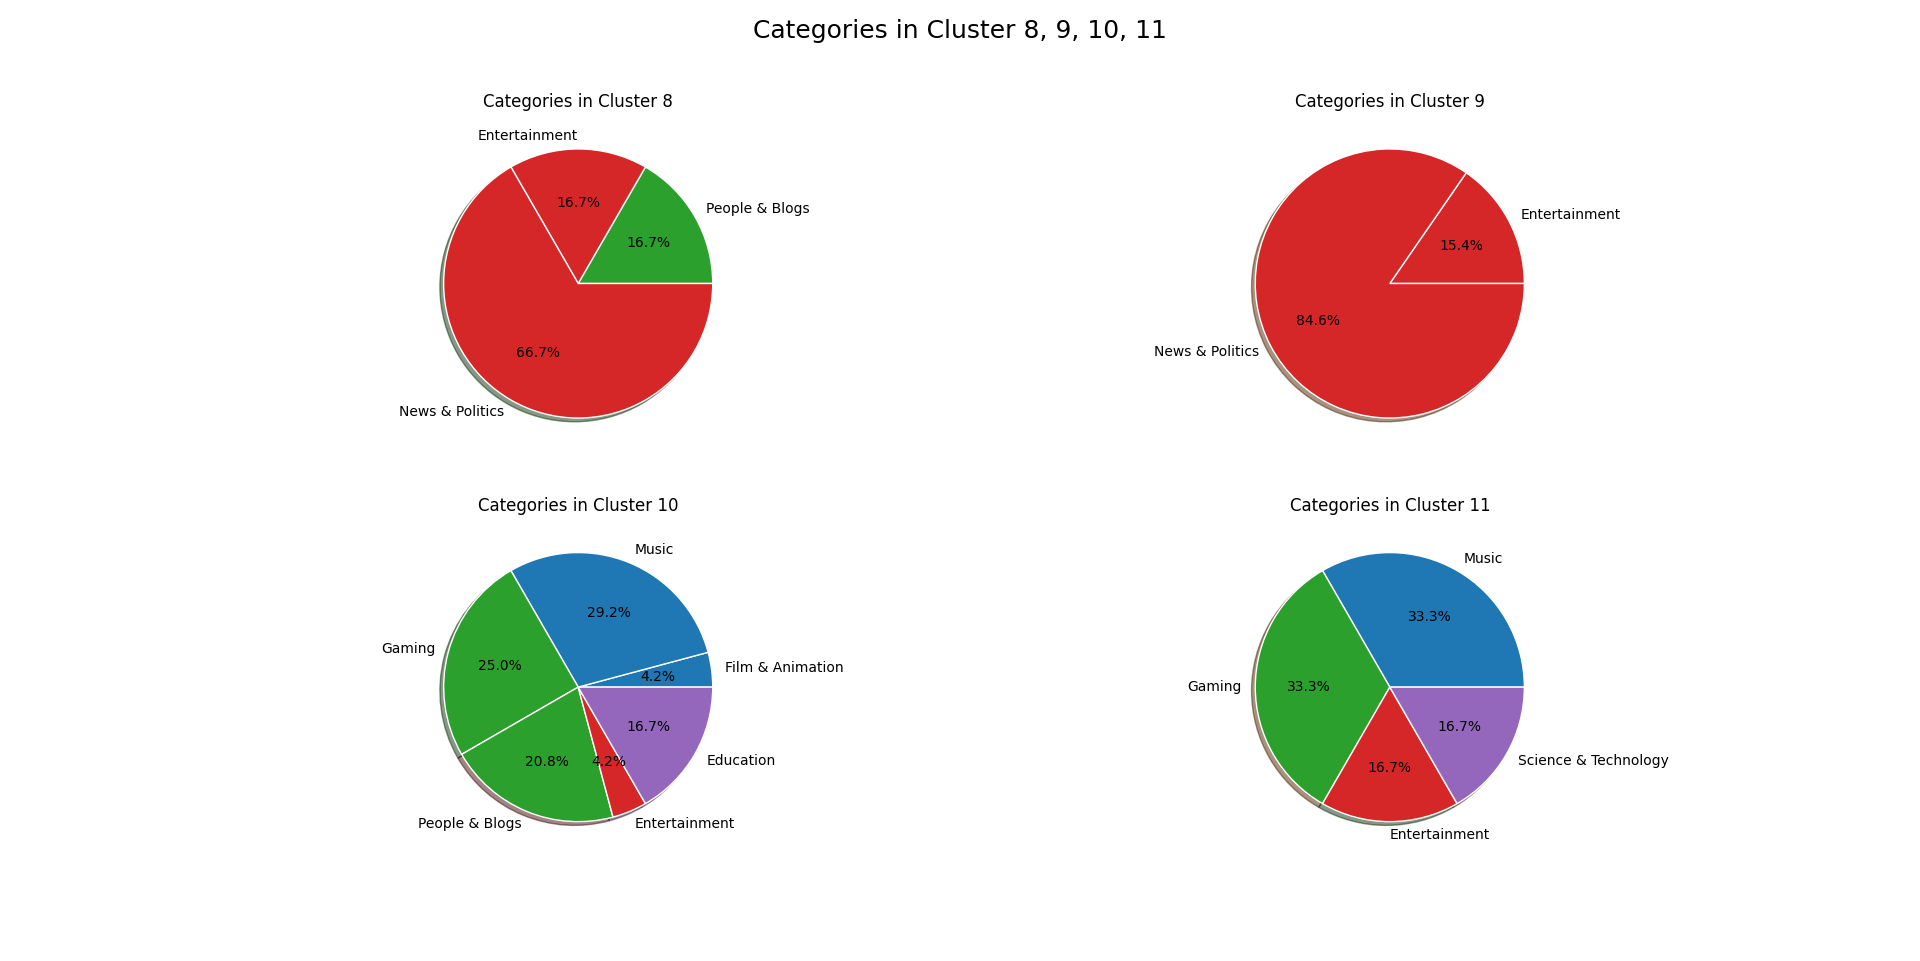 Categories in Cluster 8, 9, 10, 11
Categories in Cluster 8
Entertainment
People & Blogs
16.7%
16.7%
66.7%
News & Politics
Categories in Cluster 9
Entertainment
15.4%
84.6%
News & Politics
Categories in Cluster 10
Music
29.2%
Gaming
25.0%
Film & Animation
4.2%
16.7%
Education
20.8%
4.2%
People & Blogs
Entertainment
Categories in Cluster 11
Music
33.3%
Gaming
33.3%
16.7%
Science & Technology
16.7%
Entertainment